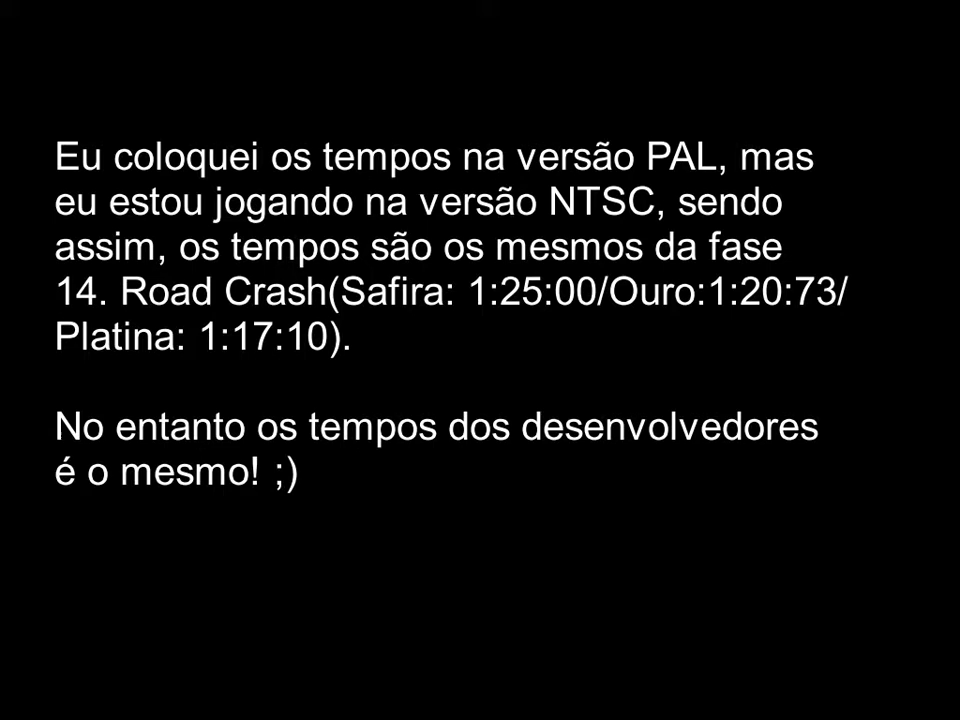 Eu coloquei os tempos na versão PAL, mas
eu estou jogando na versão NTSC, sendo
assim, os tempos são os mesmos da fase
14. Road Crash(Safira: 1:25:00/Ouro:1:20:73/
Platina: 1:17:10).
No entanto os tempos dos desenvolvedores
é o mesmo! ;)